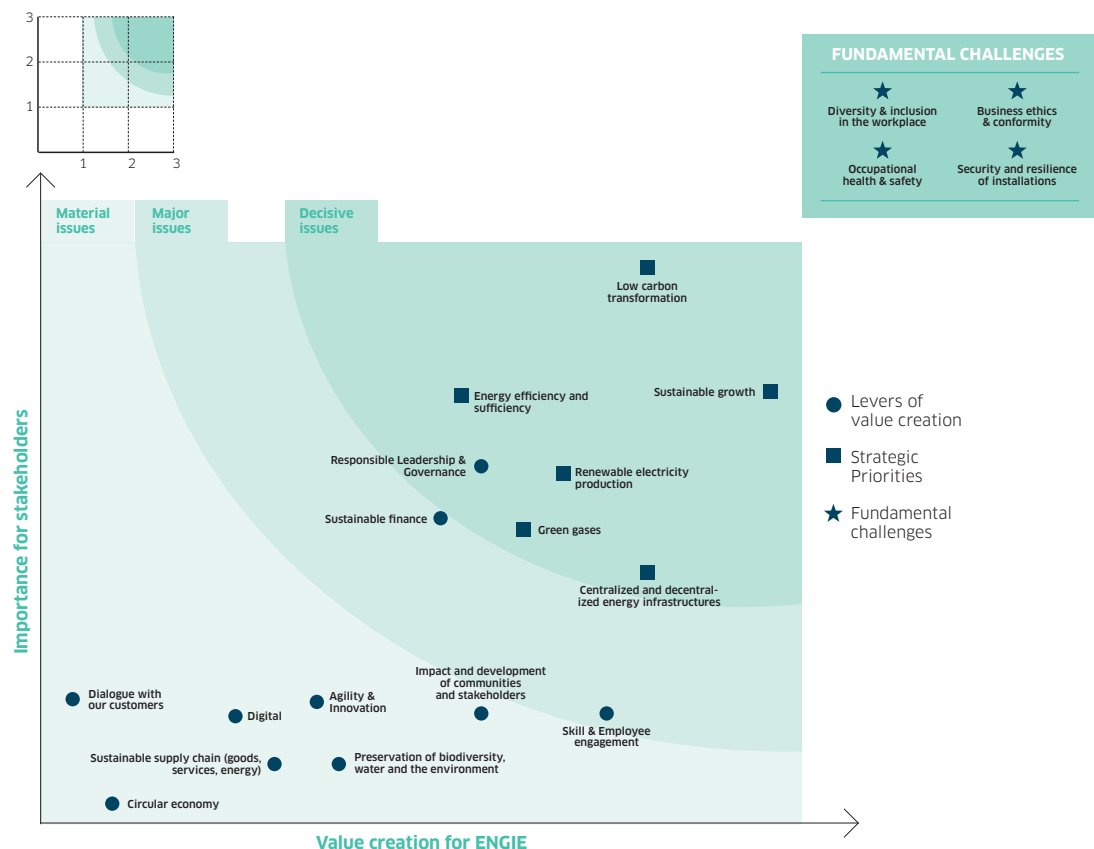 3
2
1
1
2
3
FUNDAMENTAL CHALLENGES
Diversity & inclusion
in the workplace
Business ethics
& conformity
Occupational
health & safety
Security and resilience
of installations
Material
issues
Major
issues
Decisive
issues
Low carbon
transformation
Energy efficiency and
sufficiency
Sustainable growth
Responsible Leadership &
Governance
Renewable electricity
production
Sustainable finance
Green gases
Centralized and decentral-
ized energy infrastructures
Impact and development
of communities
and stakeholders
Dialogue with
our customers
Agility &
Innovation
Digital
Skill & Employee
engagement
Sustainable supply chain (goods,
services, energy)
Preservation of biodiversity,
water and the environment
Circular economy
Importance for stakeholders
Value creation for ENGIE
Levers of
value creation
Strategic
Priorities
Fundamental
challenges